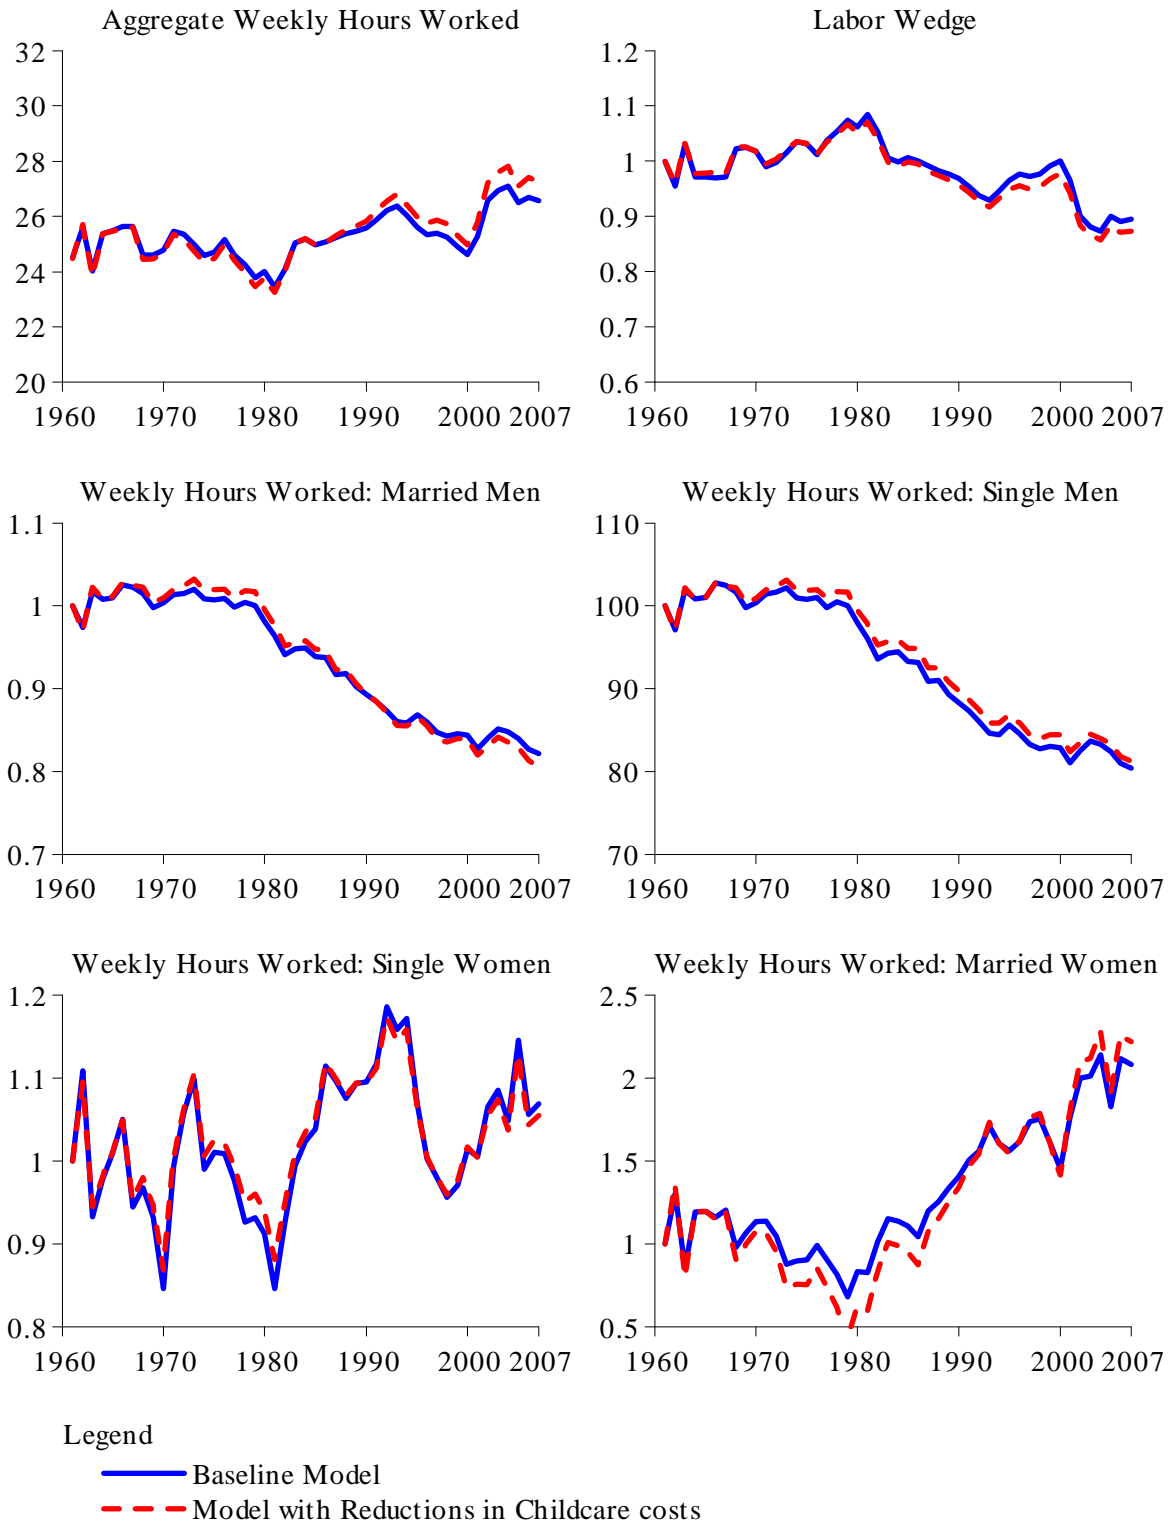 Aggregate Weekly Hours Worked
32
30
28
26
24
22
20
1960 1970 1980 1990 2000 2007
Labor Wedge
1.2
1.1
1
0.9
0.8
0.7
0.6
1960 1970 1980 1990 2000 2007
Weekly Hours Worked: Married Men
1.1
1
0.9
0.8
0.7
1960 1970 1980 1990 2000 2007
Weekly Hours Worked: Single Men
110
100
90
80
70
1960 1970 1980 1990 2000 2007
Weekly Hours Worked: Single Women
1.2
1.1
1
0.9
0.8
1960 1970 1980 1990 2000 2007
Weekly Hours Worked: Married Women
2.5
2
1.5
1
0.5
1960 1970 1980 1990 2000 2007
Legend
Baseline Model
Model with Reductions in Childcare costs